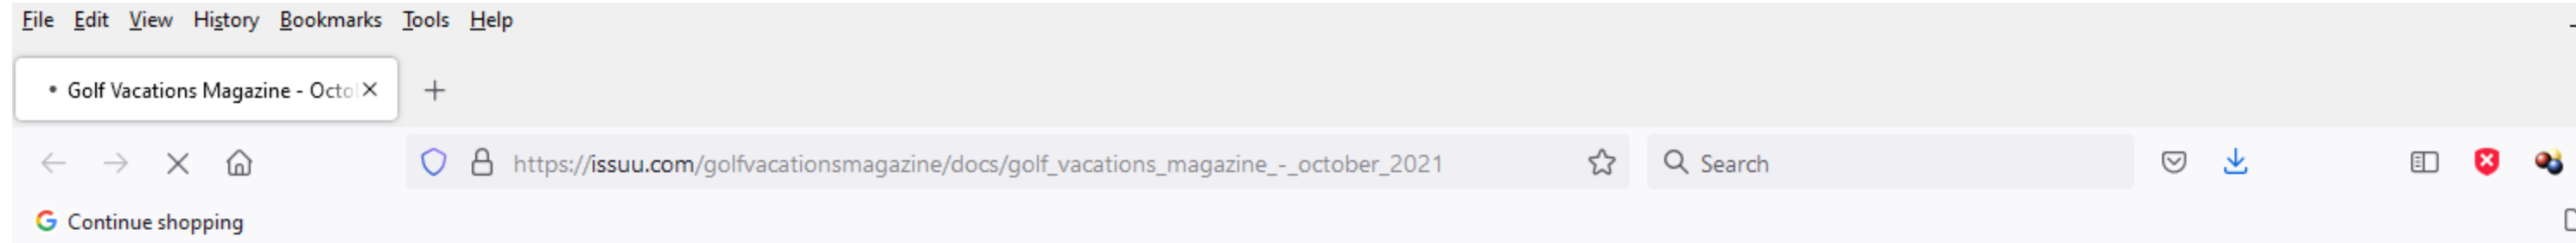 File Edit View History Bookmarks Tools Help
Golf Vacations Magazine - Octo
https://issuu.com/golfvacationsmagazine/docs/golf_vacations_magazine_-_october_2021 Search
Continue shopping